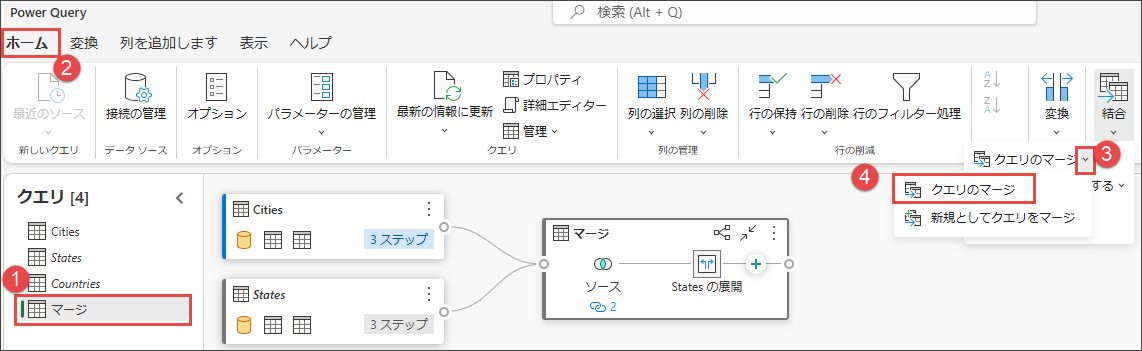 Power Query
検索 (Alt + Q)
ホーム 変換 列を追加します 表示 ヘルプ
2
最近のソース 接続の管理 オプション パラメーターの管理 最新の情報に更新 プロパティ 詳細エディター 管理 列の選択 列の削除 行の保持 行の削除 行のフィルター処理 A Z Z A 変換 結合
新しいクエリ データ ソース オプション パラメーター クエリ 列の管理 行の削減
クエリのマージ 3
4 クエリのマージ する
新規としてクエリをマージ
クエリ [4]
Cities
States
1 Countries
マージ
Cities
3 ステップ
States
3 ステップ
マージ
ソース States の展開
2